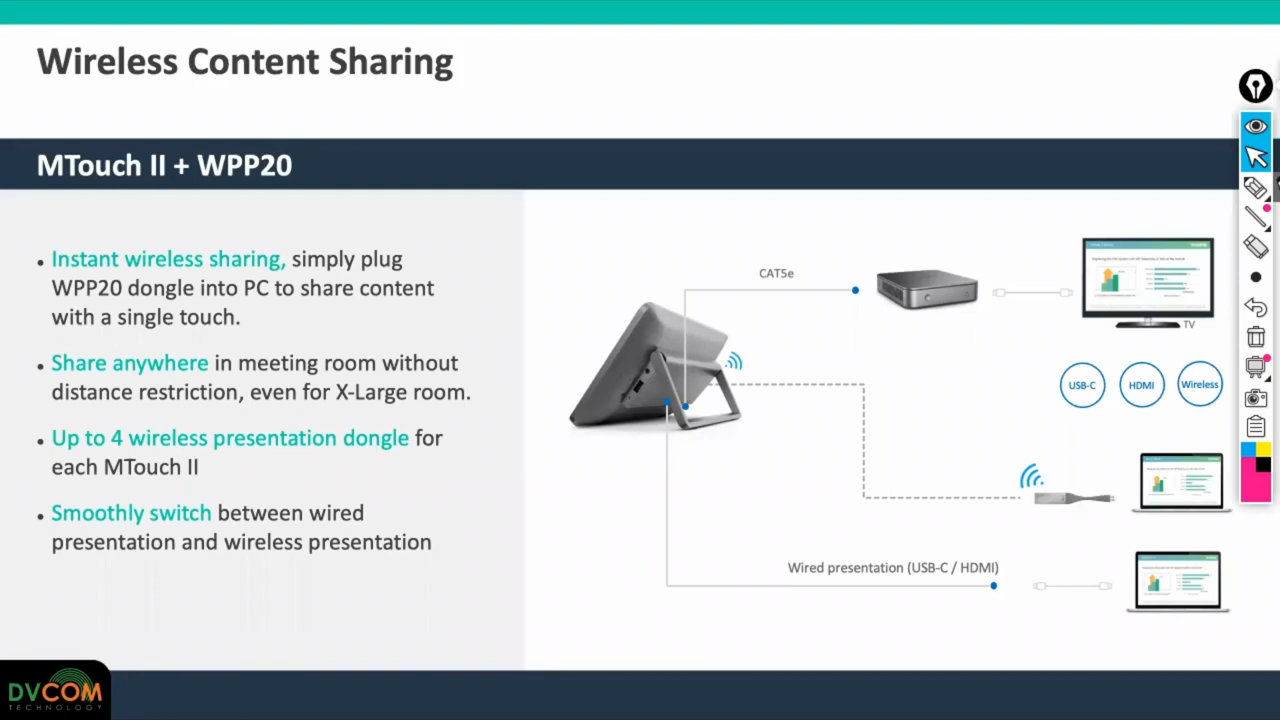 Wireless Content Sharing
MTouch II + WPP20
• Instant wireless sharing, simply plug
WPP20 dongle into PC to share content
with a single touch.
• Share anywhere in meeting room without
distance restriction, even for X-Large room.
• Up to 4 wireless presentation dongle for
each MTouch II
• Smoothly switch between wired
presentation and wireless presentation
CAT5e
TV
USB-C
HDMI
Wireless
Wired presentation (USB-C / HDMI)
DVCOM
TECHNOLOGY